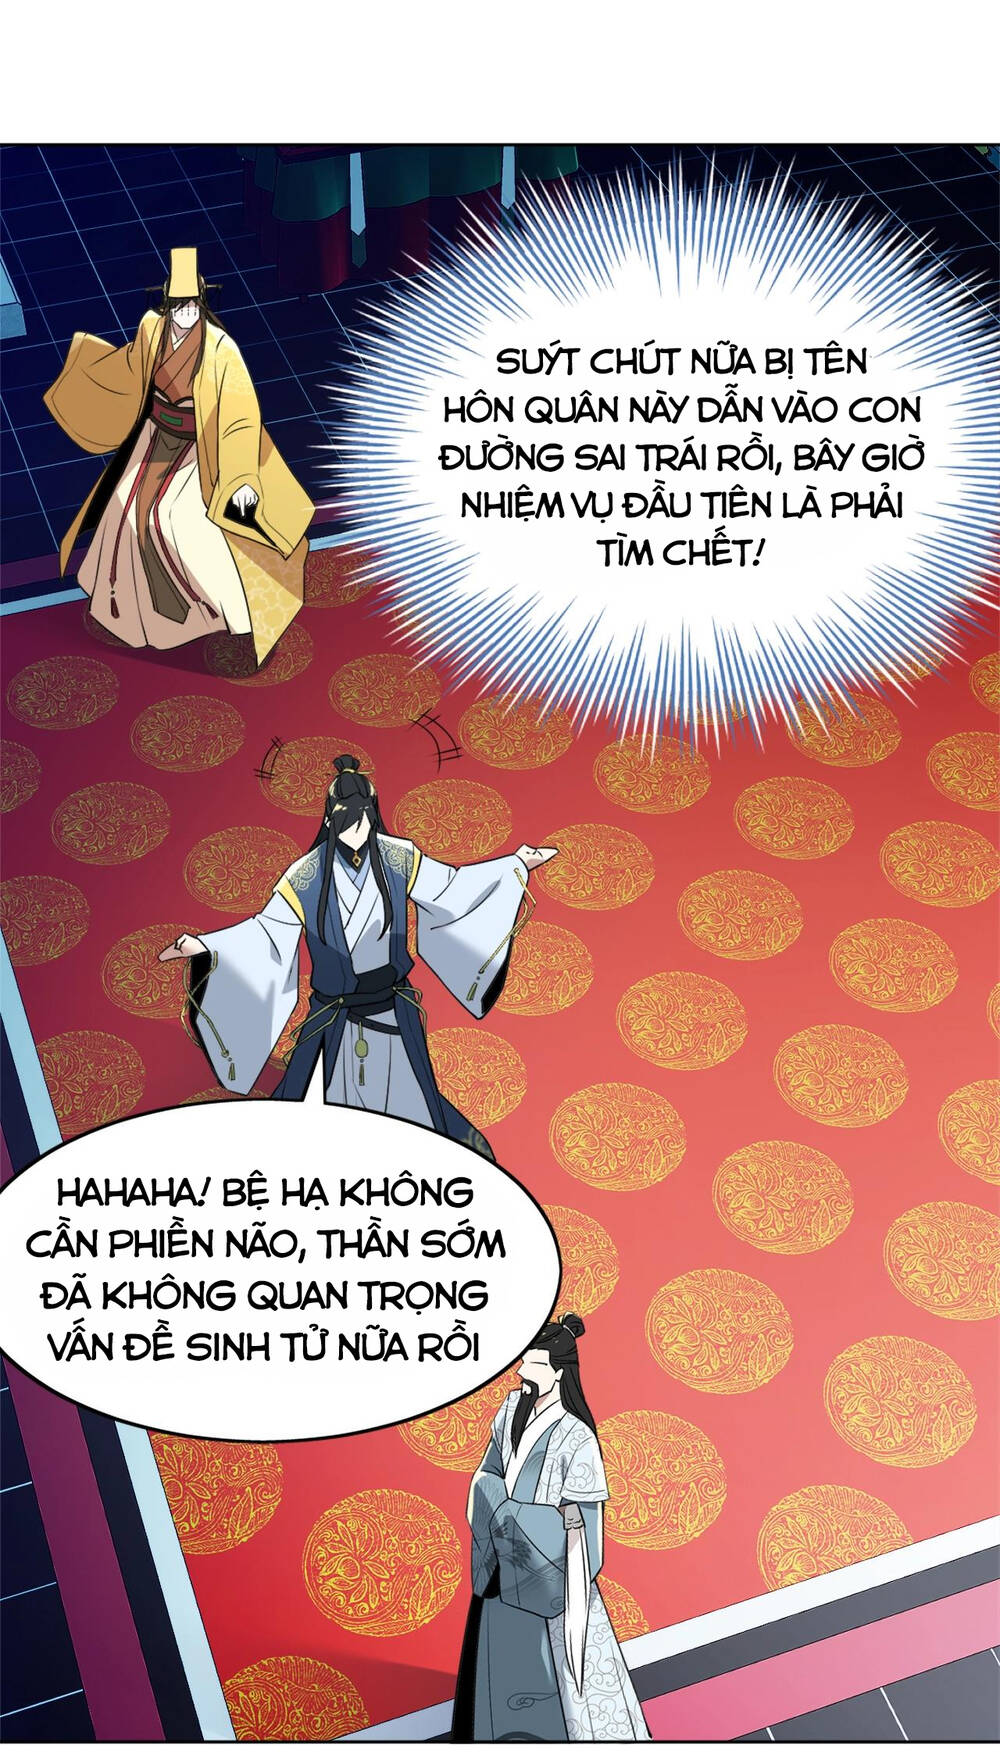 SUÝT CHÚT NỮA BỊ TÊN
HÔN QUÂN NÀY DẪN VÀO CON
ĐƯỜNG SAI TRÁI RỒI, BÂY GIỜ
NHIỆM VỤ ĐẦU TIÊN LÀ PHẢI
TÌM CHẾT!
HAHAHA! BỆ HẠ KHÔNG
CẦN PHIỀN NÃO, THẦN SỚM
ĐÃ KHÔNG QUAN TRỌNG
VẤN ĐỀ SINH TỬ NỮA RỒI